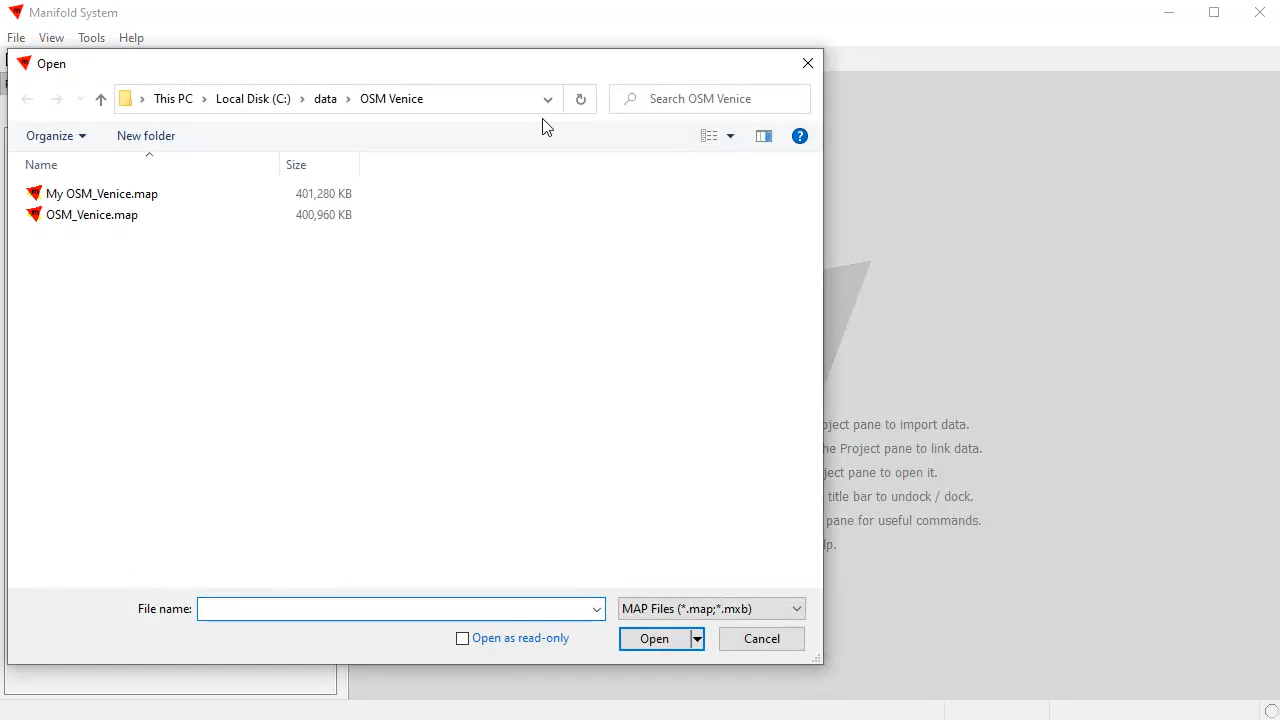 Manifold System
File View Tools Help
Open
This PC Local Disk (C:) data OSM Venice
Search OSM Venice
Organize New folder
Name Size
My OSM_Venice.map 401,280 KB
OSM_Venice.map 400,960 KB
ject pane to import data.
he Project pane to link data.
ject pane to open it.
title bar to undock / dock.
pane for useful commands.
lp.
File name: MAP Files (*.map;*.mxb)
Open as read-only Open Cancel